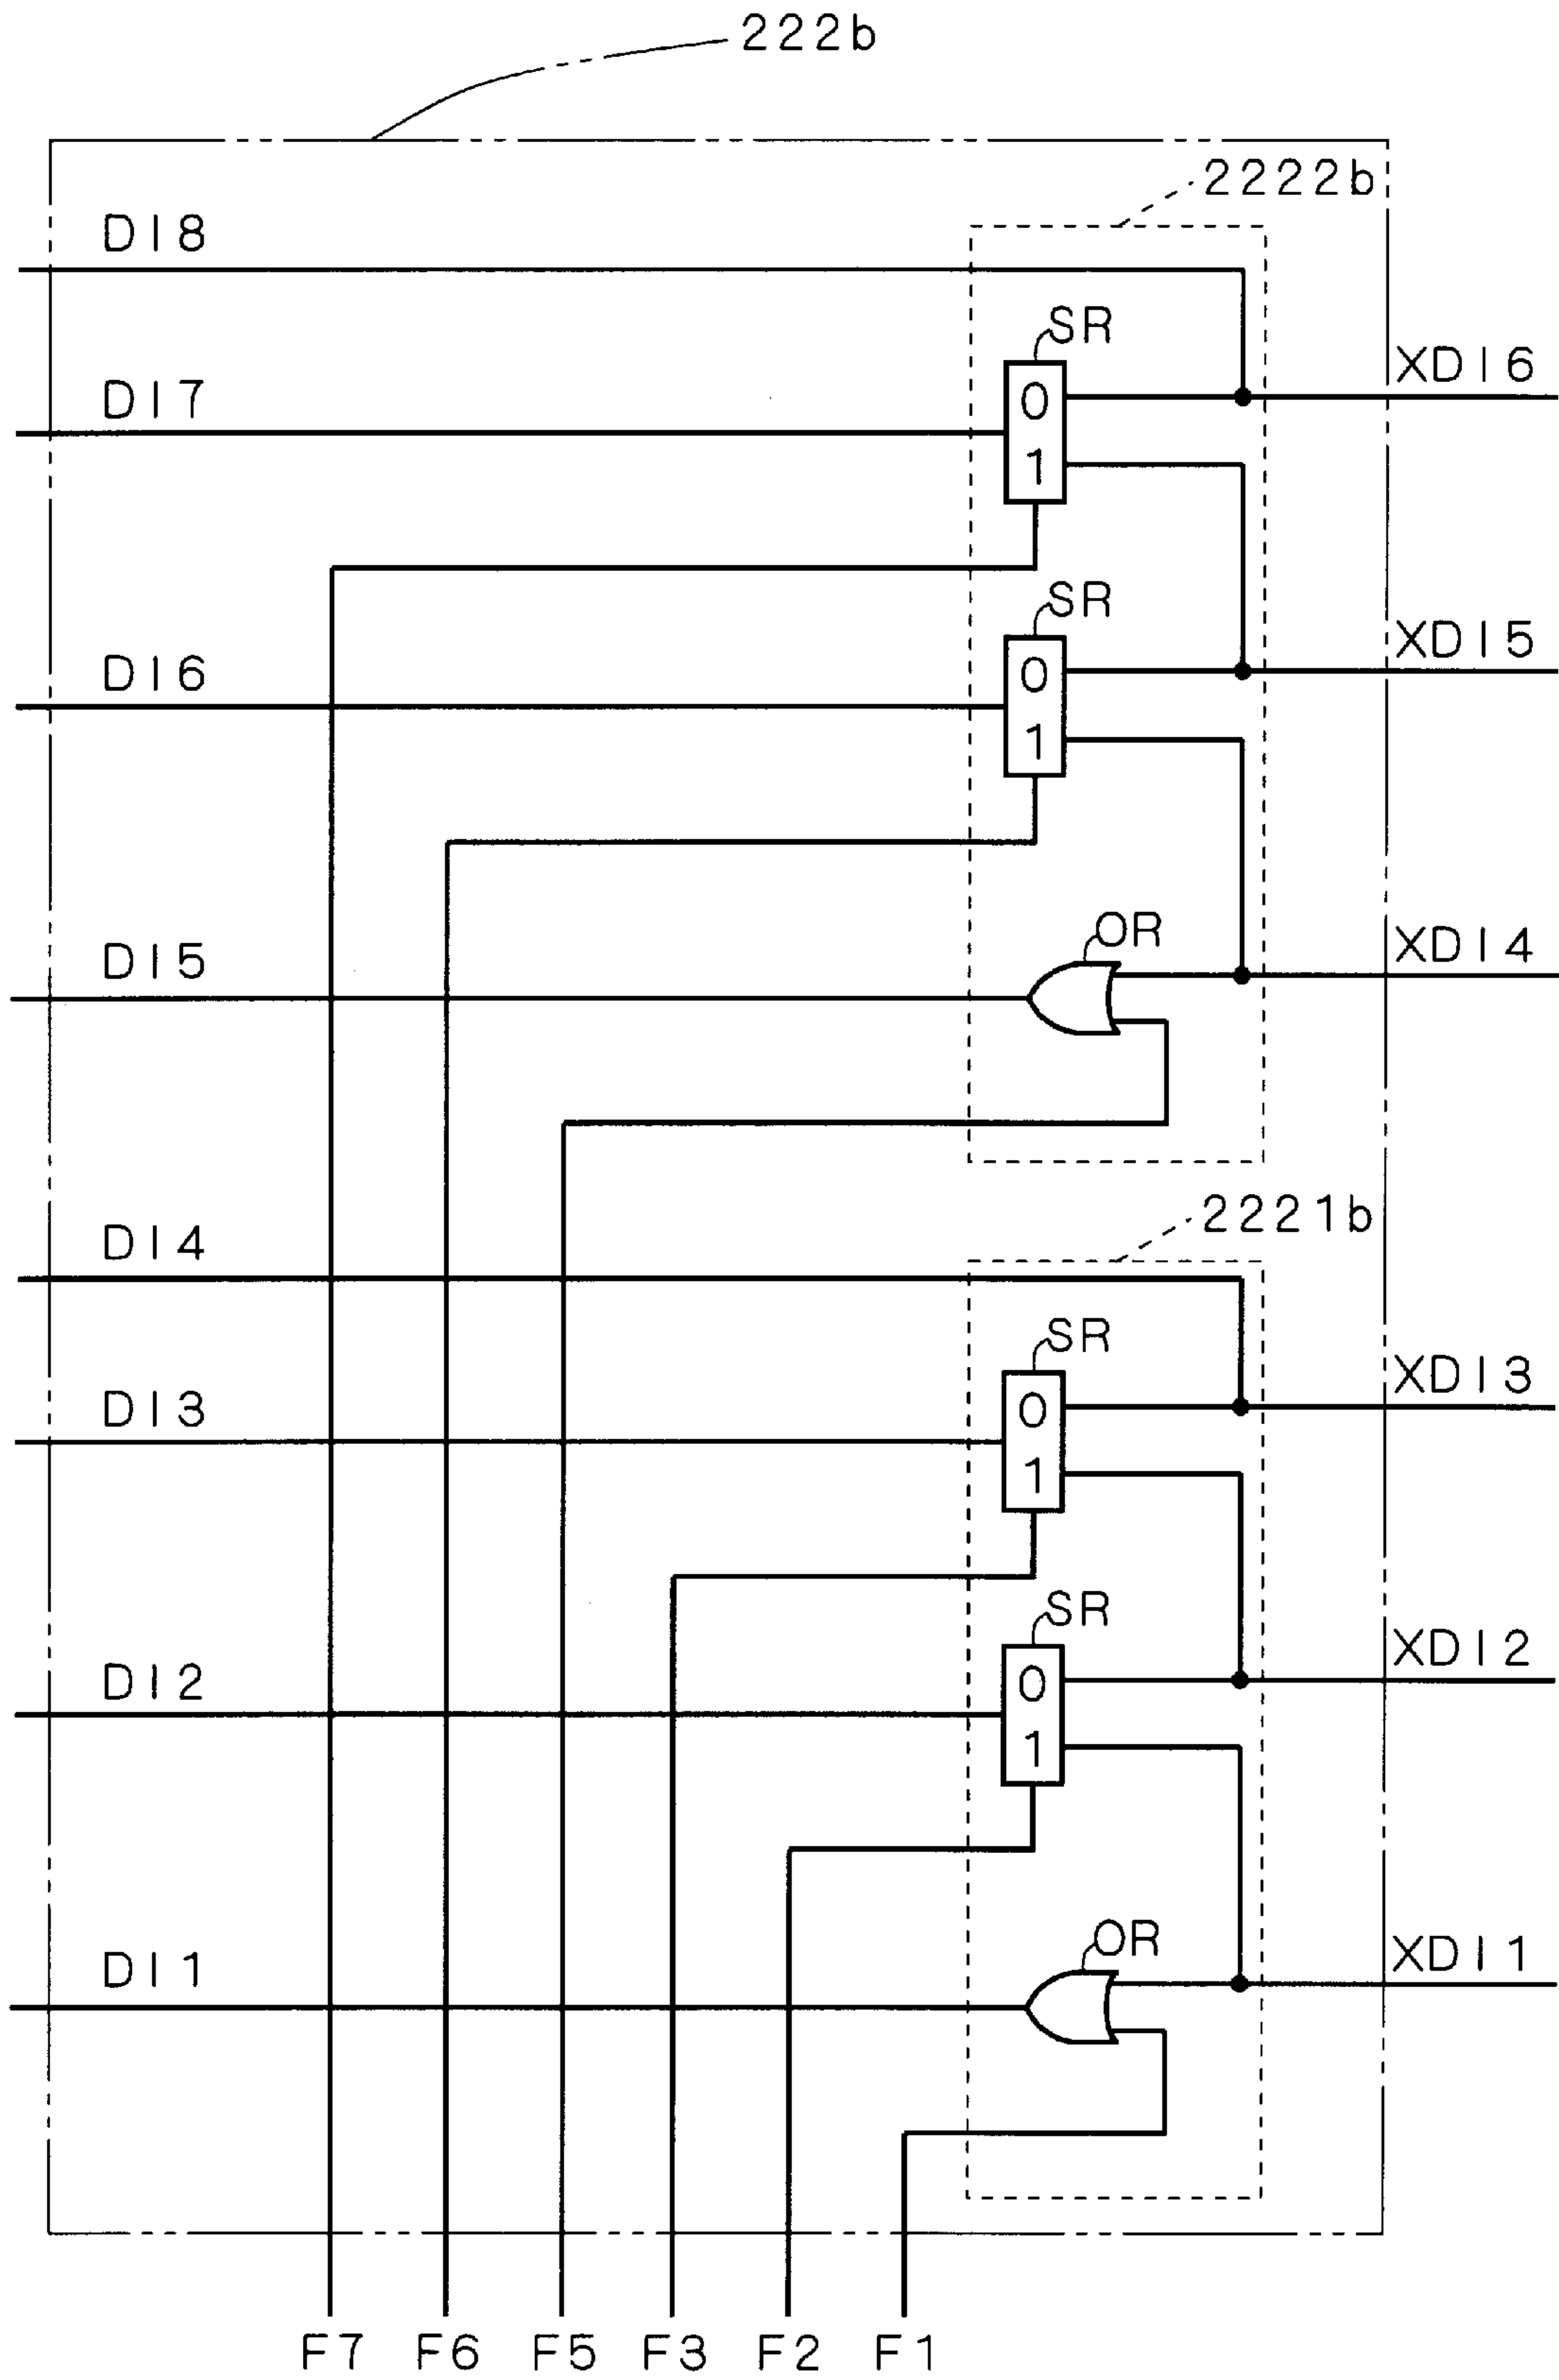 222b
2222b
DI8
SR
XDI6
DI7
0
1
SR
XDI5
DI6
0
1
OR
XDI4
DI5
2221b
DI4
SR
XDI3
DI3
0
1
SR
XDI2
DI2
0
1
OR
XDI1
DI1
F7 F6 F5 F3 F2 F1